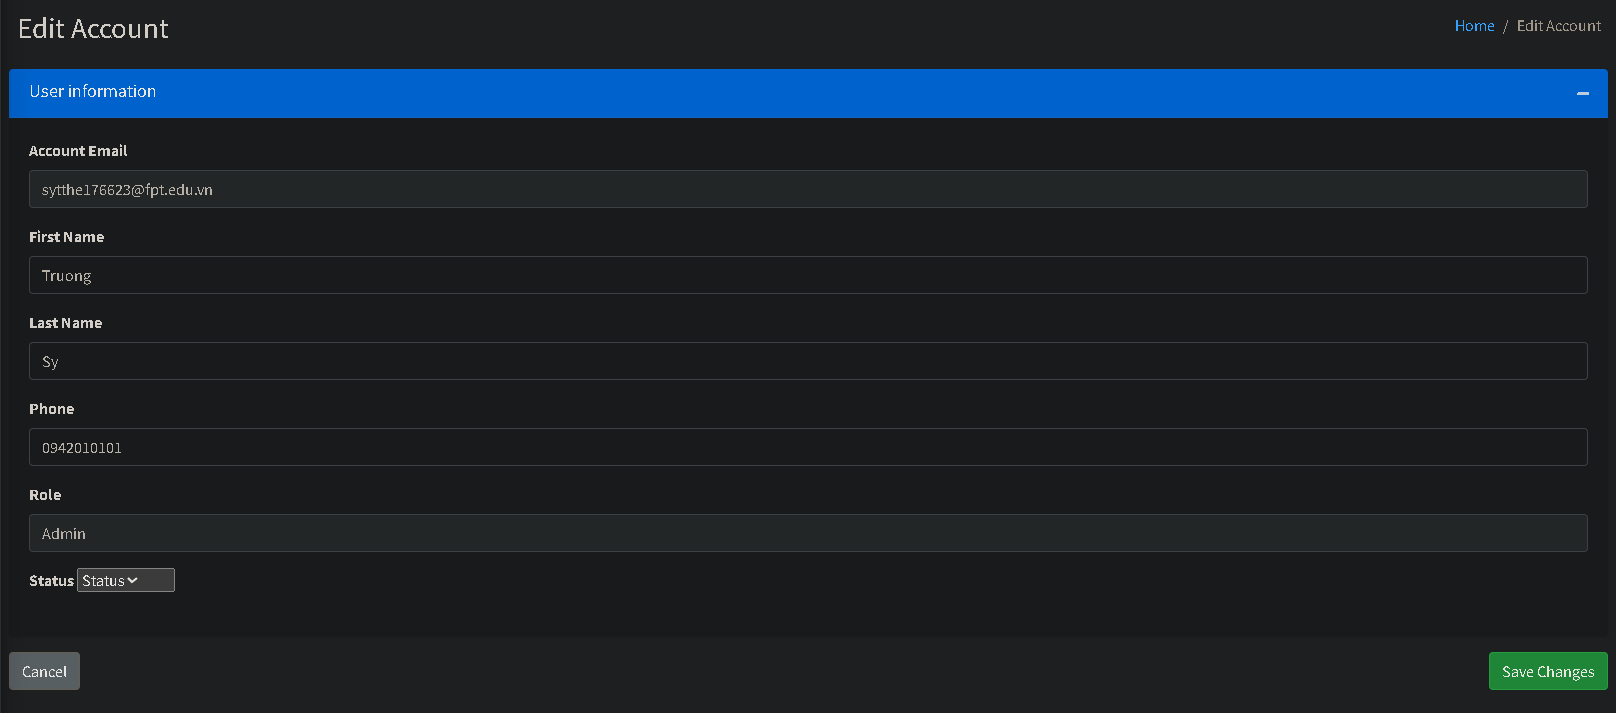 Edit Account
Home / Edit Account
User information
Account Email
sytthe176623@fpt.edu.vn
First Name
Truong
Last Name
Sy
Phone
0942010101
Role
Admin
Status Status
Cancel
Save Changes